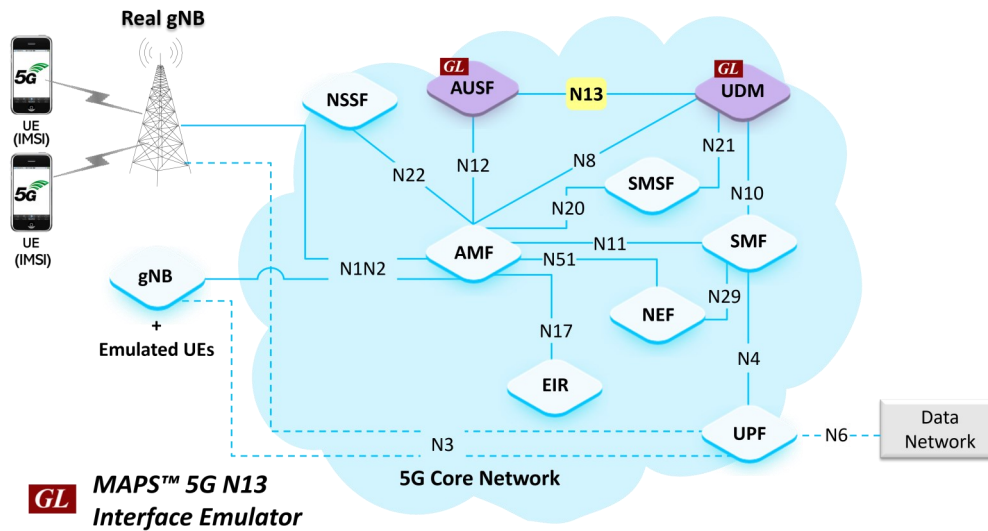 Real gNB
5G
UE
(IMSI)
5G
UE
(IMSI)
gNB
+
Emulated UEs
NSSF
GL
AUSF
N13
GL
UDM
N22
N12
N8
N21
SMSF
N20
N10
AMF
N11
SMF
N1N2
N51
NEF
N29
N17
N4
EIR
UPF
N6
Data
Network
N3
5G Core Network
GL
MAPS™ 5G N13
Interface Emulator